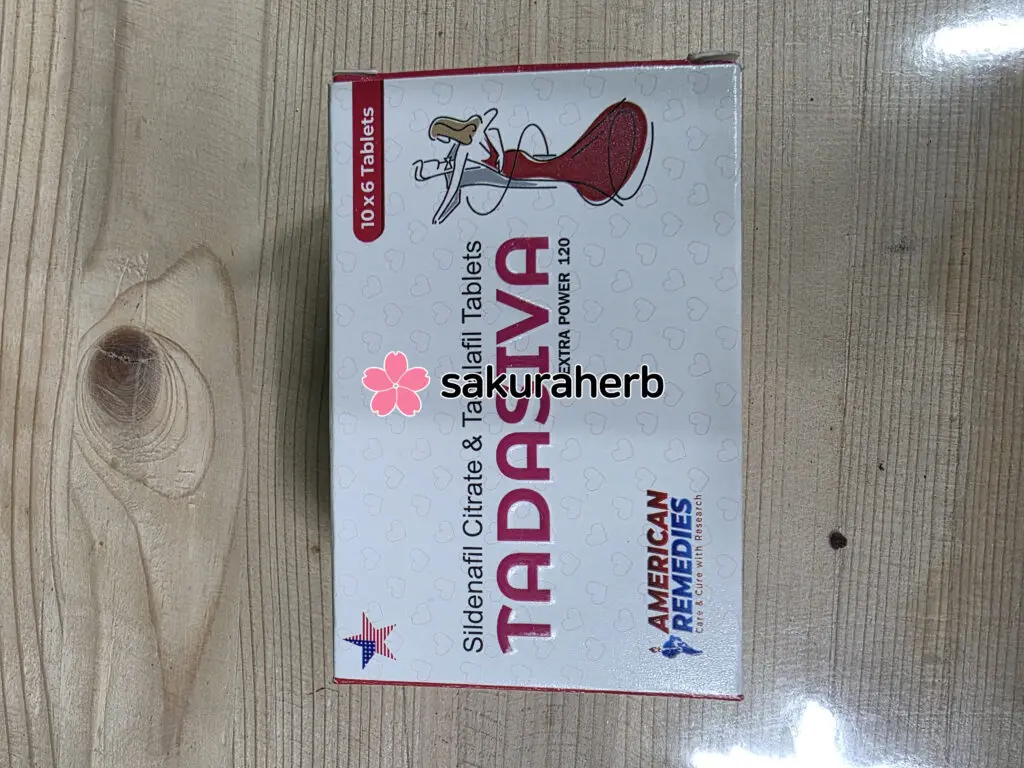 10 x 6 Tablets
Sildenafil Citrate & Tadalafil Tablets
TADASIVA
EXTRA POWER 120
AMERICAN
REMEDIES
Care & Cure with Research
sakuraherb